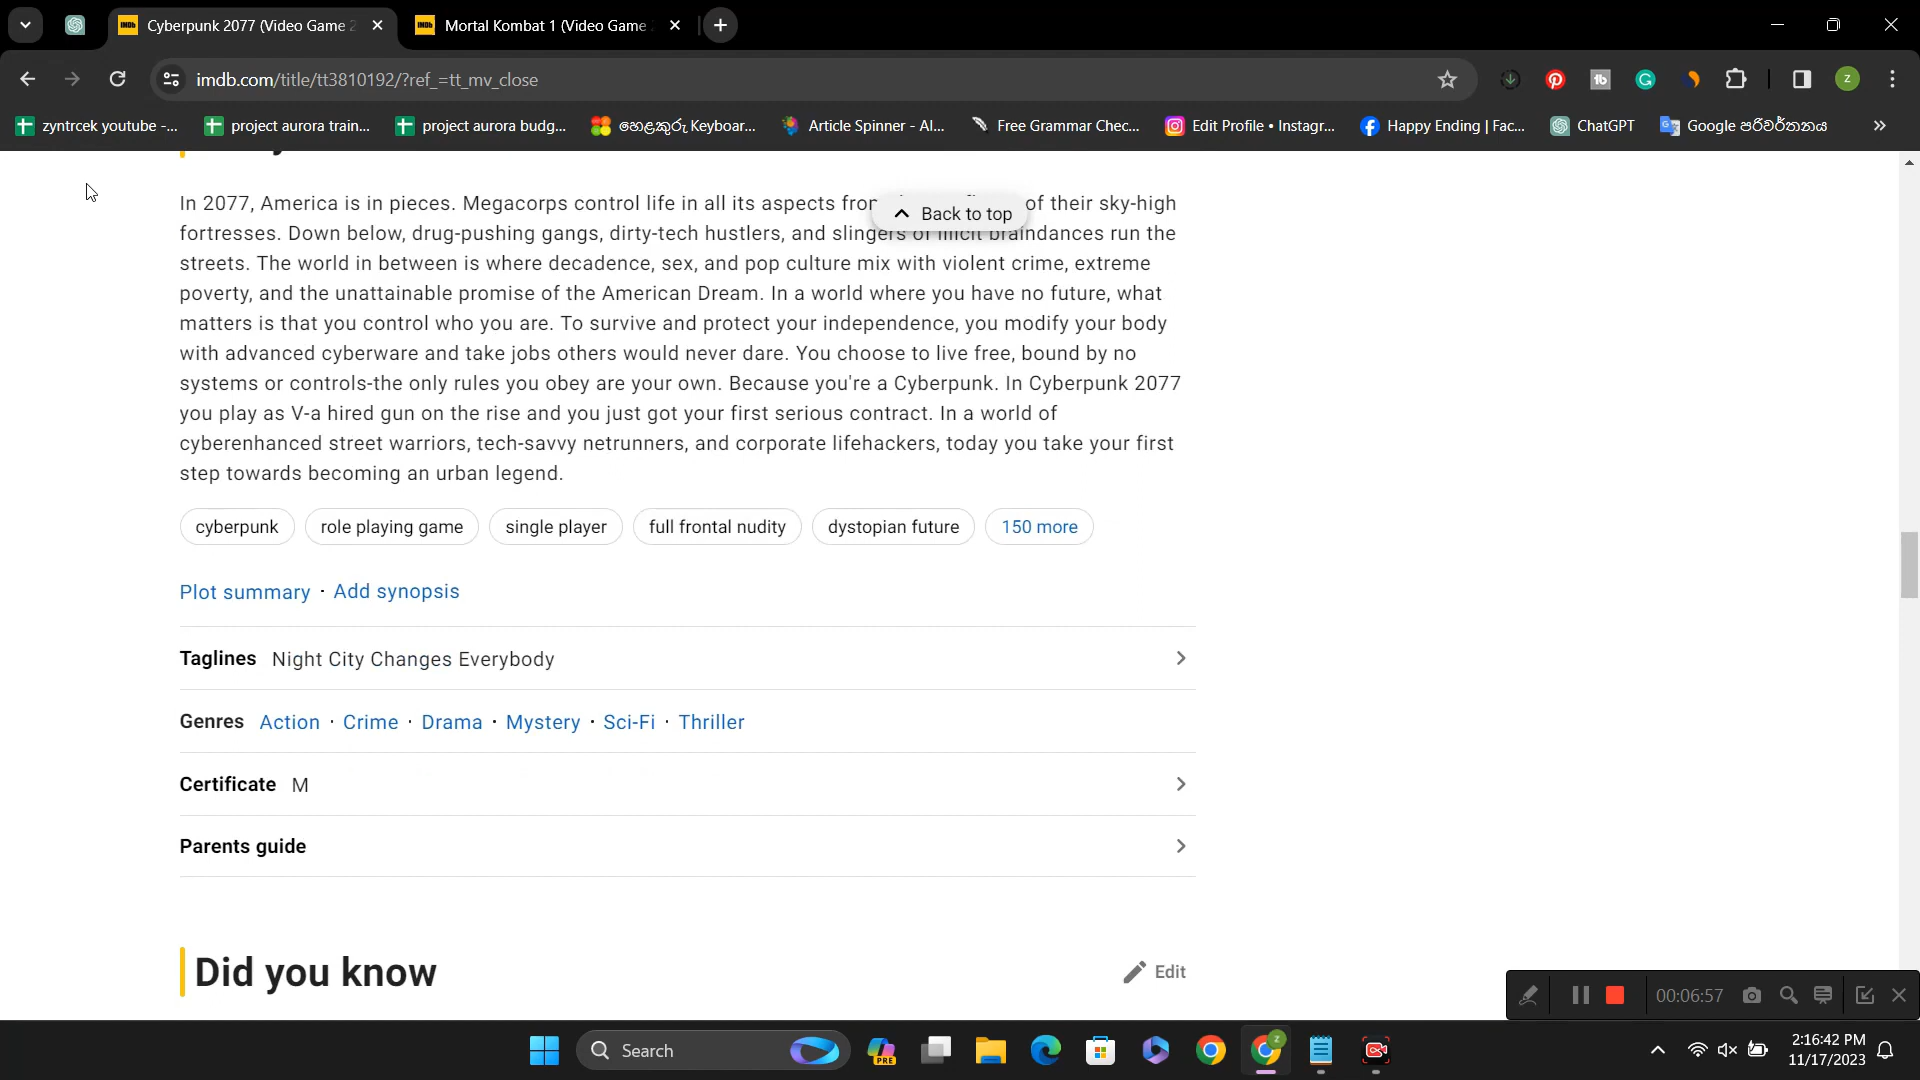 Cyberpunk 2077 (Video Game 2
Mortal Kombat 1 (Video Game
imdb.com/title/tt3810192/?ref_=tt_mv_close
z
zyntrcek youtube -...
project aurora train...
project aurora budg...
හෙළකුරු Keyboar...
Article Spinner - AI...
Free Grammar Chec...
Edit Profile • Instagr...
Happy Ending | Fac...
ChatGPT
Google පරිවර්තනය
In 2077, America is in pieces. Megacorps control life in all its aspects from of their sky-high
Back to top
fortresses. Down below, drug-pushing gangs, dirty-tech hustlers, and slingers of illicit braindances run the
streets. The world in between is where decadence, sex, and pop culture mix with violent crime, extreme
poverty, and the unattainable promise of the American Dream. In a world where you have no future, what
matters is that you control who you are. To survive and protect your independence, you modify your body
with advanced cyberware and take jobs others would never dare. You choose to live free, bound by no
systems or controls-the only rules you obey are your own. Because you're a Cyberpunk. In Cyberpunk 2077
you play as V-a hired gun on the rise and you just got your first serious contract. In a world of
cyberenhanced street warriors, tech-savvy netrunners, and corporate lifehackers, today you take your first
step towards becoming an urban legend.
cyberpunk
role playing game
single player
full frontal nudity
dystopian future
150 more
Plot summary · Add synopsis
Taglines Night City Changes Everybody
Genres Action · Crime · Drama · Mystery · Sci-Fi · Thriller
Certificate M
Parents guide
Did you know
Edit
00:06:57
Search
PRE
2:16:42 PM
11/17/2023